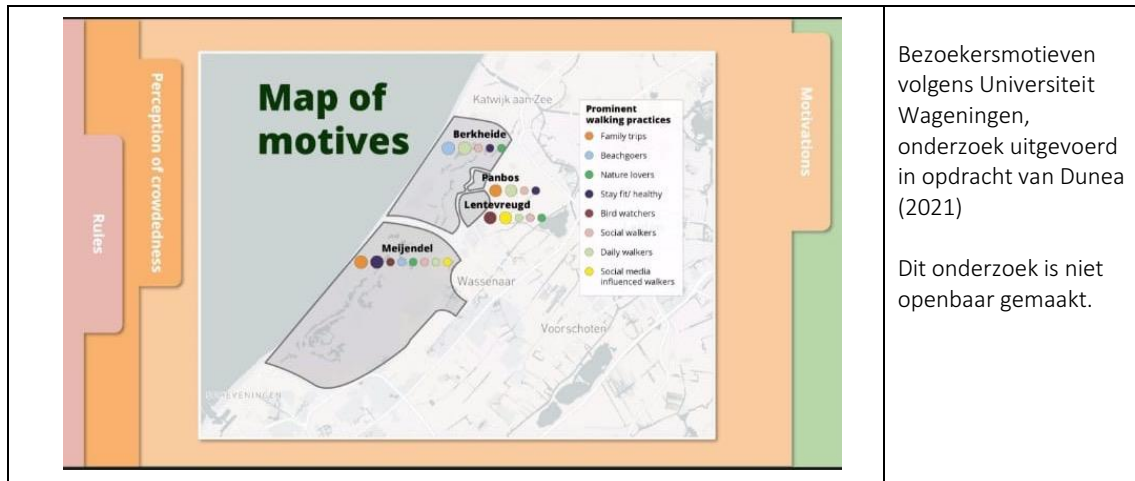 Rules
Perception of crowdedness
Map of
motives
Katwijk aan Zee
Berkheide
Panbos
Lentevreugd
Meijendel
Wassenaar
Voorschoten
Prominent
walking practices
Family trips
Beachgoers
Nature lovers
Stay fit/ healthy
Bird watchers
Social walkers
Daily walkers
Social media
influenced walkers
Motivations
Bezoekersmotieven
volgens Universiteit
Wageningen,
onderzoek uitgevoerd
in opdracht van Dunea
(2021)
Dit onderzoek is niet
openbaar gemaakt.